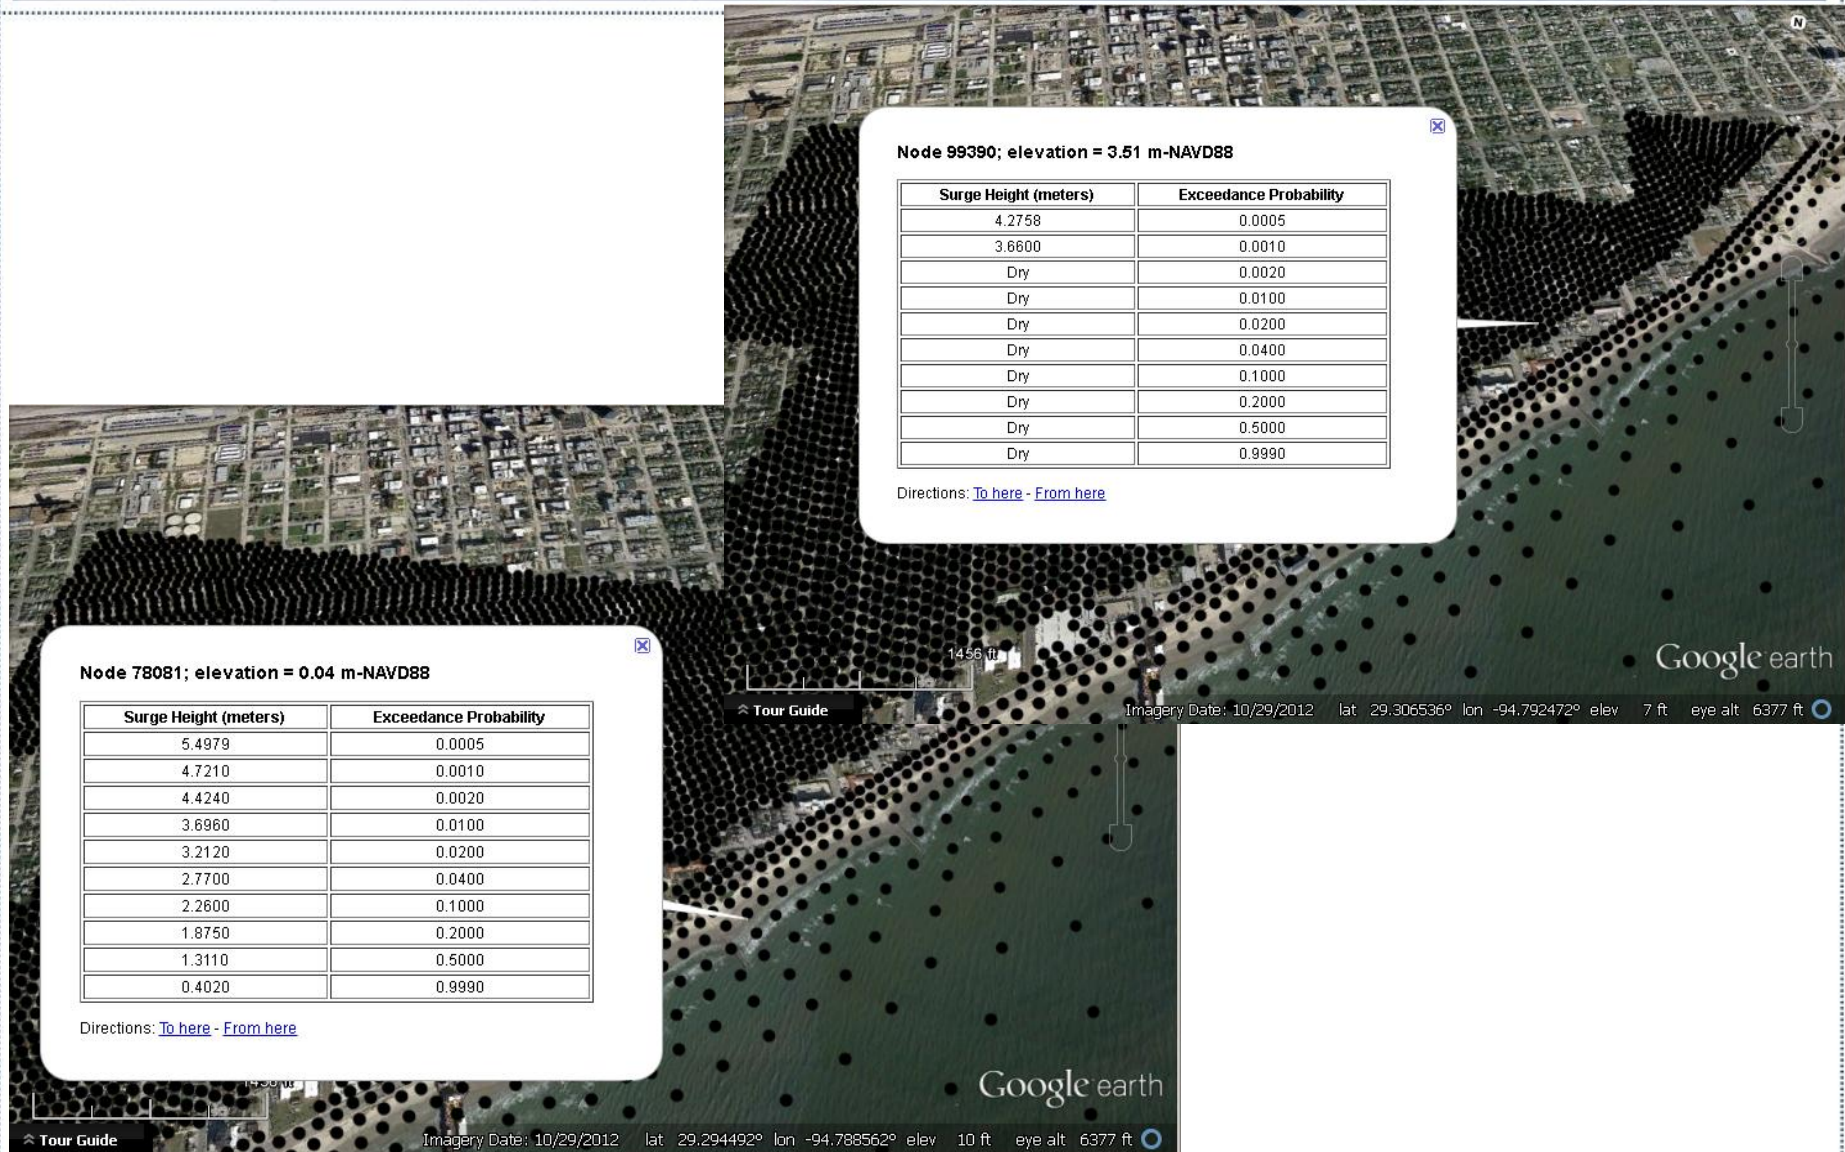 N
Node 99390; elevation = 3.51 m-NAVD88
Surge Height (meters) Exceedance Probability
4.2758 0.0005
3.6600 0.0010
Dry 0.0020
Dry 0.0100
Dry 0.0200
Dry 0.0400
Dry 0.1000
Dry 0.2000
Dry 0.5000
Dry 0.9990
Directions: To here - From here
1456 ft
Google earth
Tour Guide
Imagery Date: 10/29/2012 lat 29.306536° lon -94.792472° elev 7 ft eye alt 6377 ft
Node 78081; elevation = 0.04 m-NAVD88
Surge Height (meters) Exceedance Probability
5.4979 0.0005
4.7210 0.0010
4.4240 0.0020
3.6960 0.0100
3.2120 0.0200
2.7700 0.0400
2.2600 0.1000
1.8750 0.2000
1.3110 0.5000
0.4020 0.9990
Directions: To here - From here
Google earth
Tour Guide
Imagery Date: 10/29/2012 lat 29.294492° lon -94.788562° elev 10 ft eye alt 6377 ft